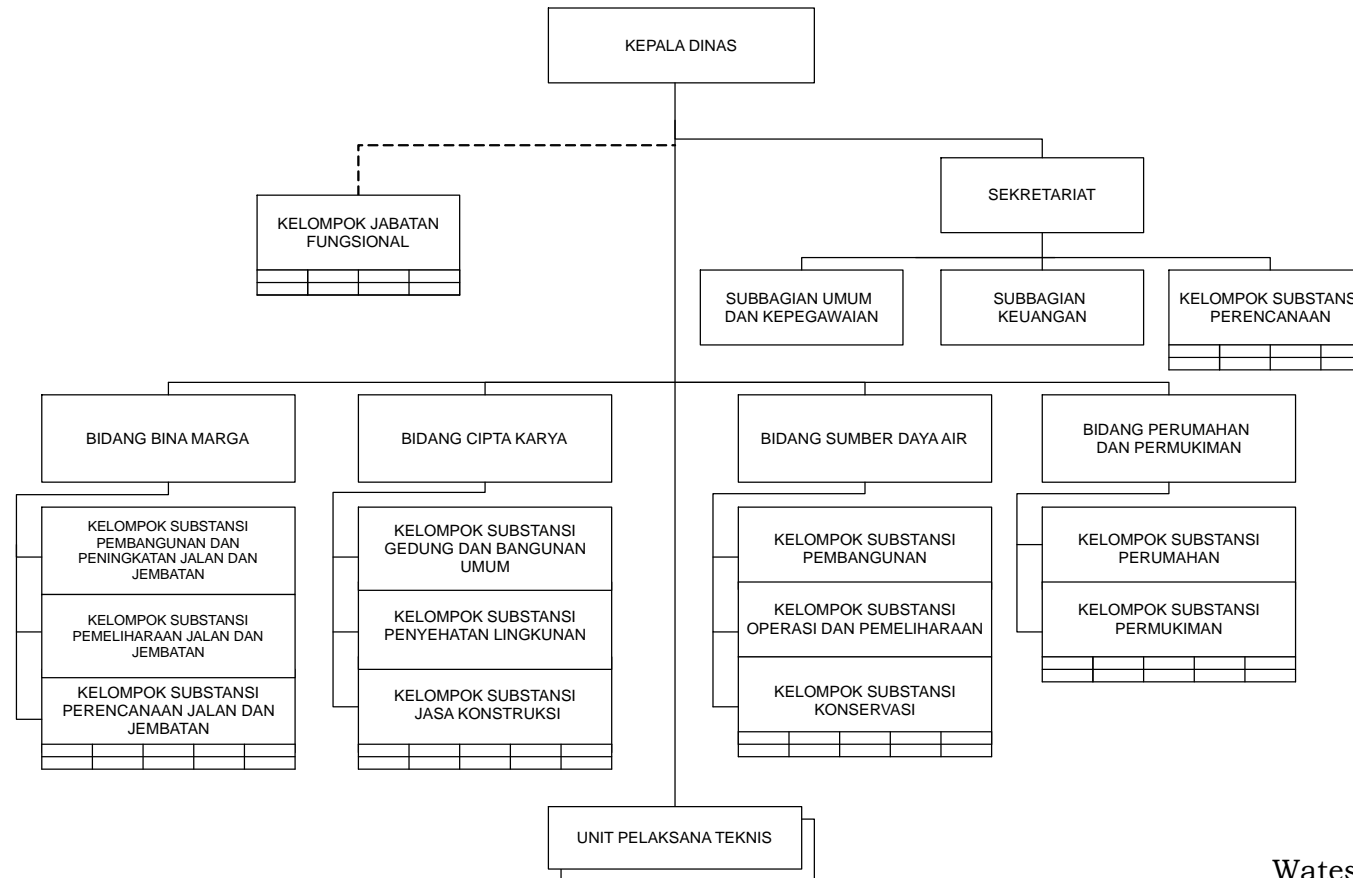 KEPALA DINAS
SEKRETARIAT
KELOMPOK JABATAN
FUNGSIONAL
SUBBAGIAN UMUM
DAN KEPEGAWAIAN
SUBBAGIAN
KEUANGAN
KELOMPOK SUBSTANSI
PERENCANAAN
BIDANG BINA MARGA
BIDANG CIPTA KARYA
BIDANG SUMBER DAYA AIR
BIDANG PERUMAHAN
DAN PERMUKIMAN
KELOMPOK SUBSTANSI
PEMBANGUNAN DAN
PENINGKATAN JALAN DAN
JEMBATAN
KELOMPOK SUBSTANSI
PEMELIHARAAN JALAN DAN
JEMBATAN
KELOMPOK SUBSTANSI
PERENCANAAN JALAN DAN
JEMBATAN
KELOMPOK SUBSTANSI
GEDUNG DAN BANGUNAN
UMUM
KELOMPOK SUBSTANSI
PENYEHATAN LINGKUNAN
KELOMPOK SUBSTANSI
JASA KONSTRUKSI
KELOMPOK SUBSTANSI
PEMBANGUNAN
KELOMPOK SUBSTANSI
OPERASI DAN PEMELIHARAAN
KELOMPOK SUBSTANSI
KONSERVASI
KELOMPOK SUBSTANSI
PERUMAHAN
KELOMPOK SUBSTANSI
PERMUKIMAN
UNIT PELAKSANA TEKNIS
Wates